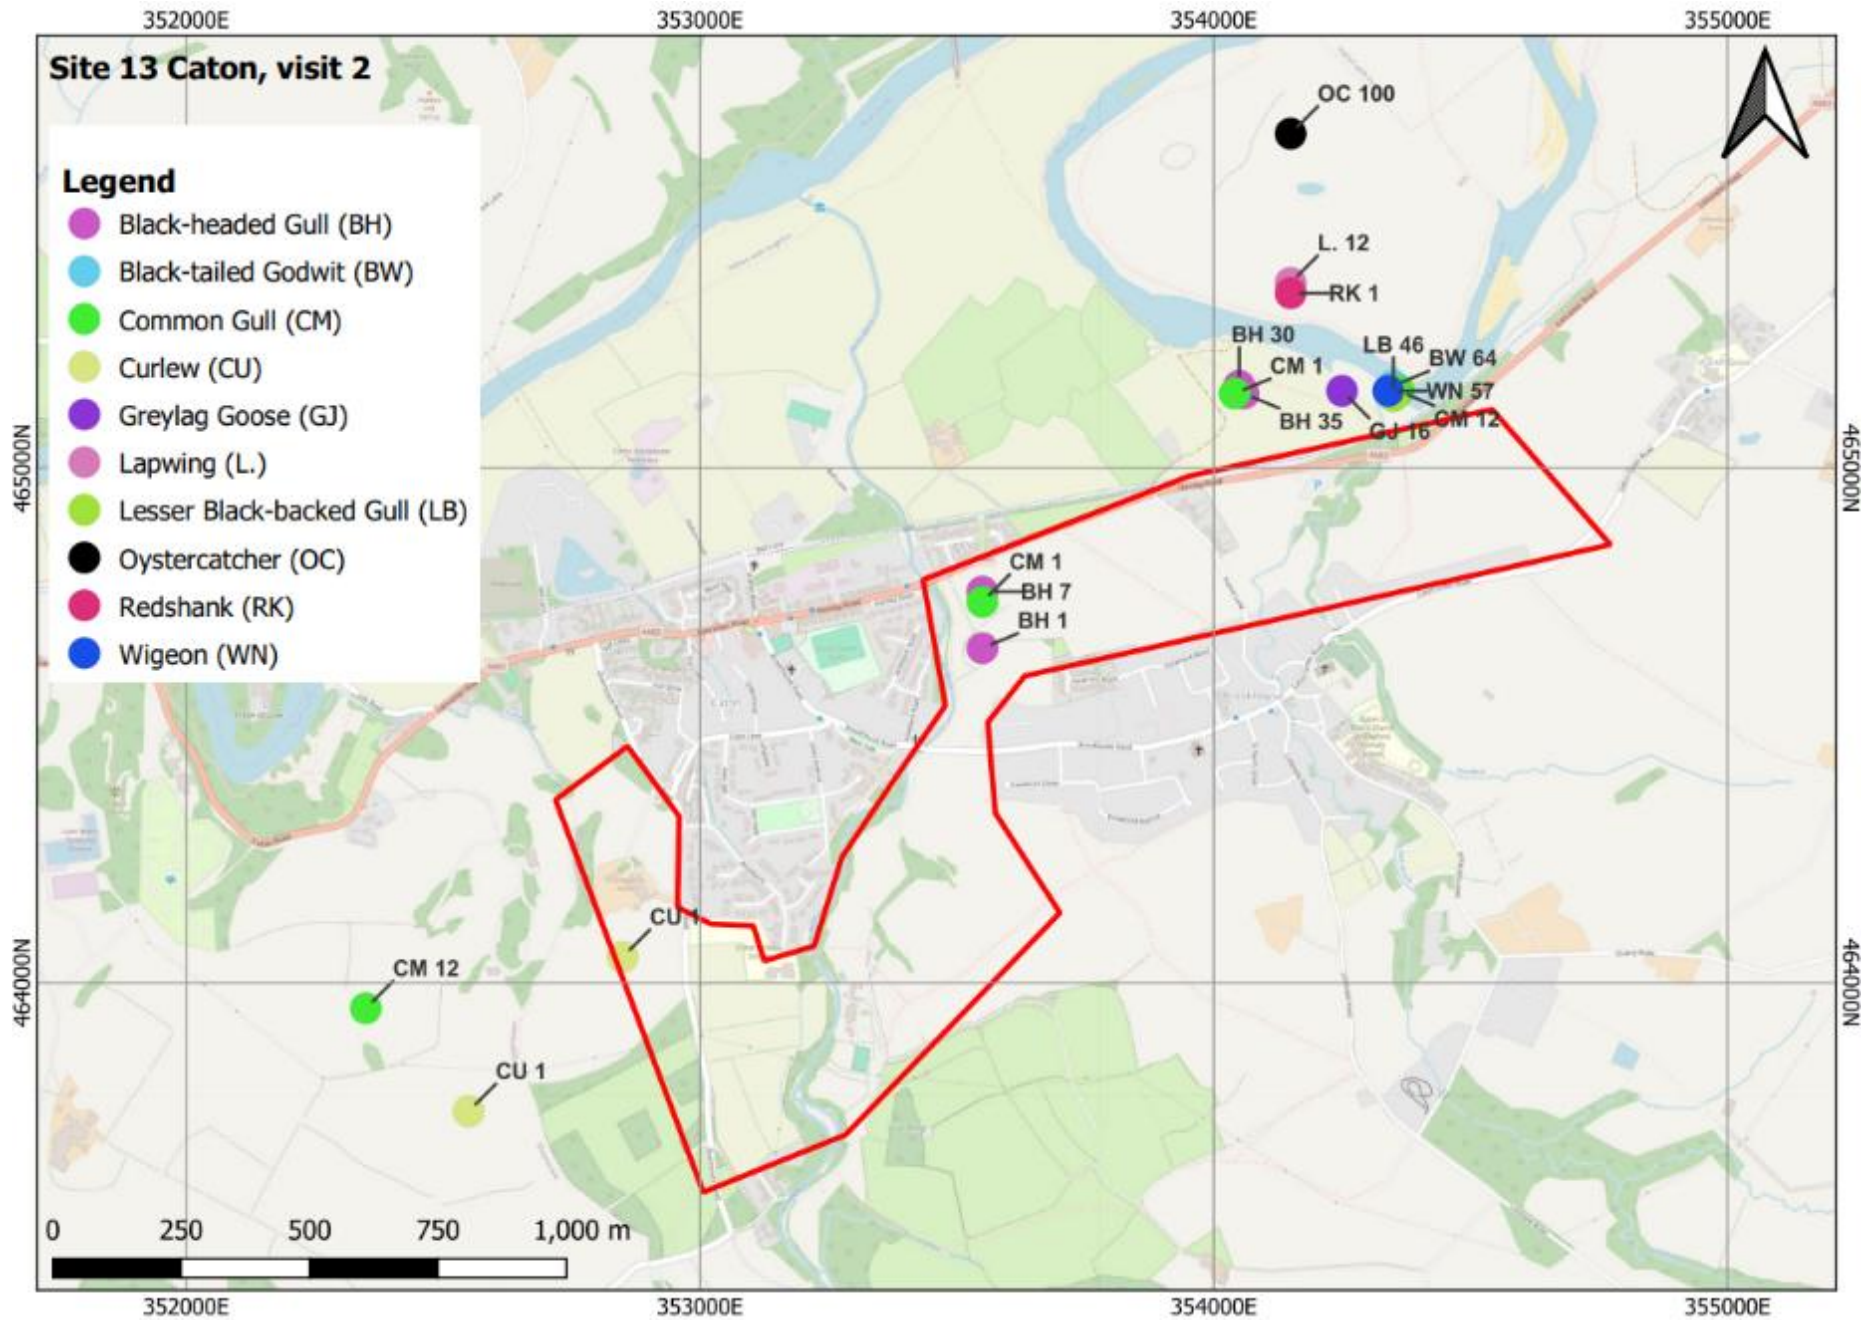 352000E 353000E 354000E 355000E
Site 13 Caton, visit 2
Legend
Black-headed Gull (BH)
Black-tailed Godwit (BW)
Common Gull (CM)
Curlew (CU)
Greylag Goose (GJ)
Lapwing (L.)
Lesser Black-backed Gull (LB)
Oystercatcher (OC)
Redshank (RK)
Wigeon (WN)
OC 100
L. 12
RK 1
BH 30
LB 46
BW 64
CM 1
WN 57
BH 35
CM 12
GJ 16
465000N 465000N
CM 1
BH 7
BH 1
CU 1
CM 12
464000N 464000N
CU 1
0 250 500 750 1,000 m
352000E 353000E 354000E 355000E